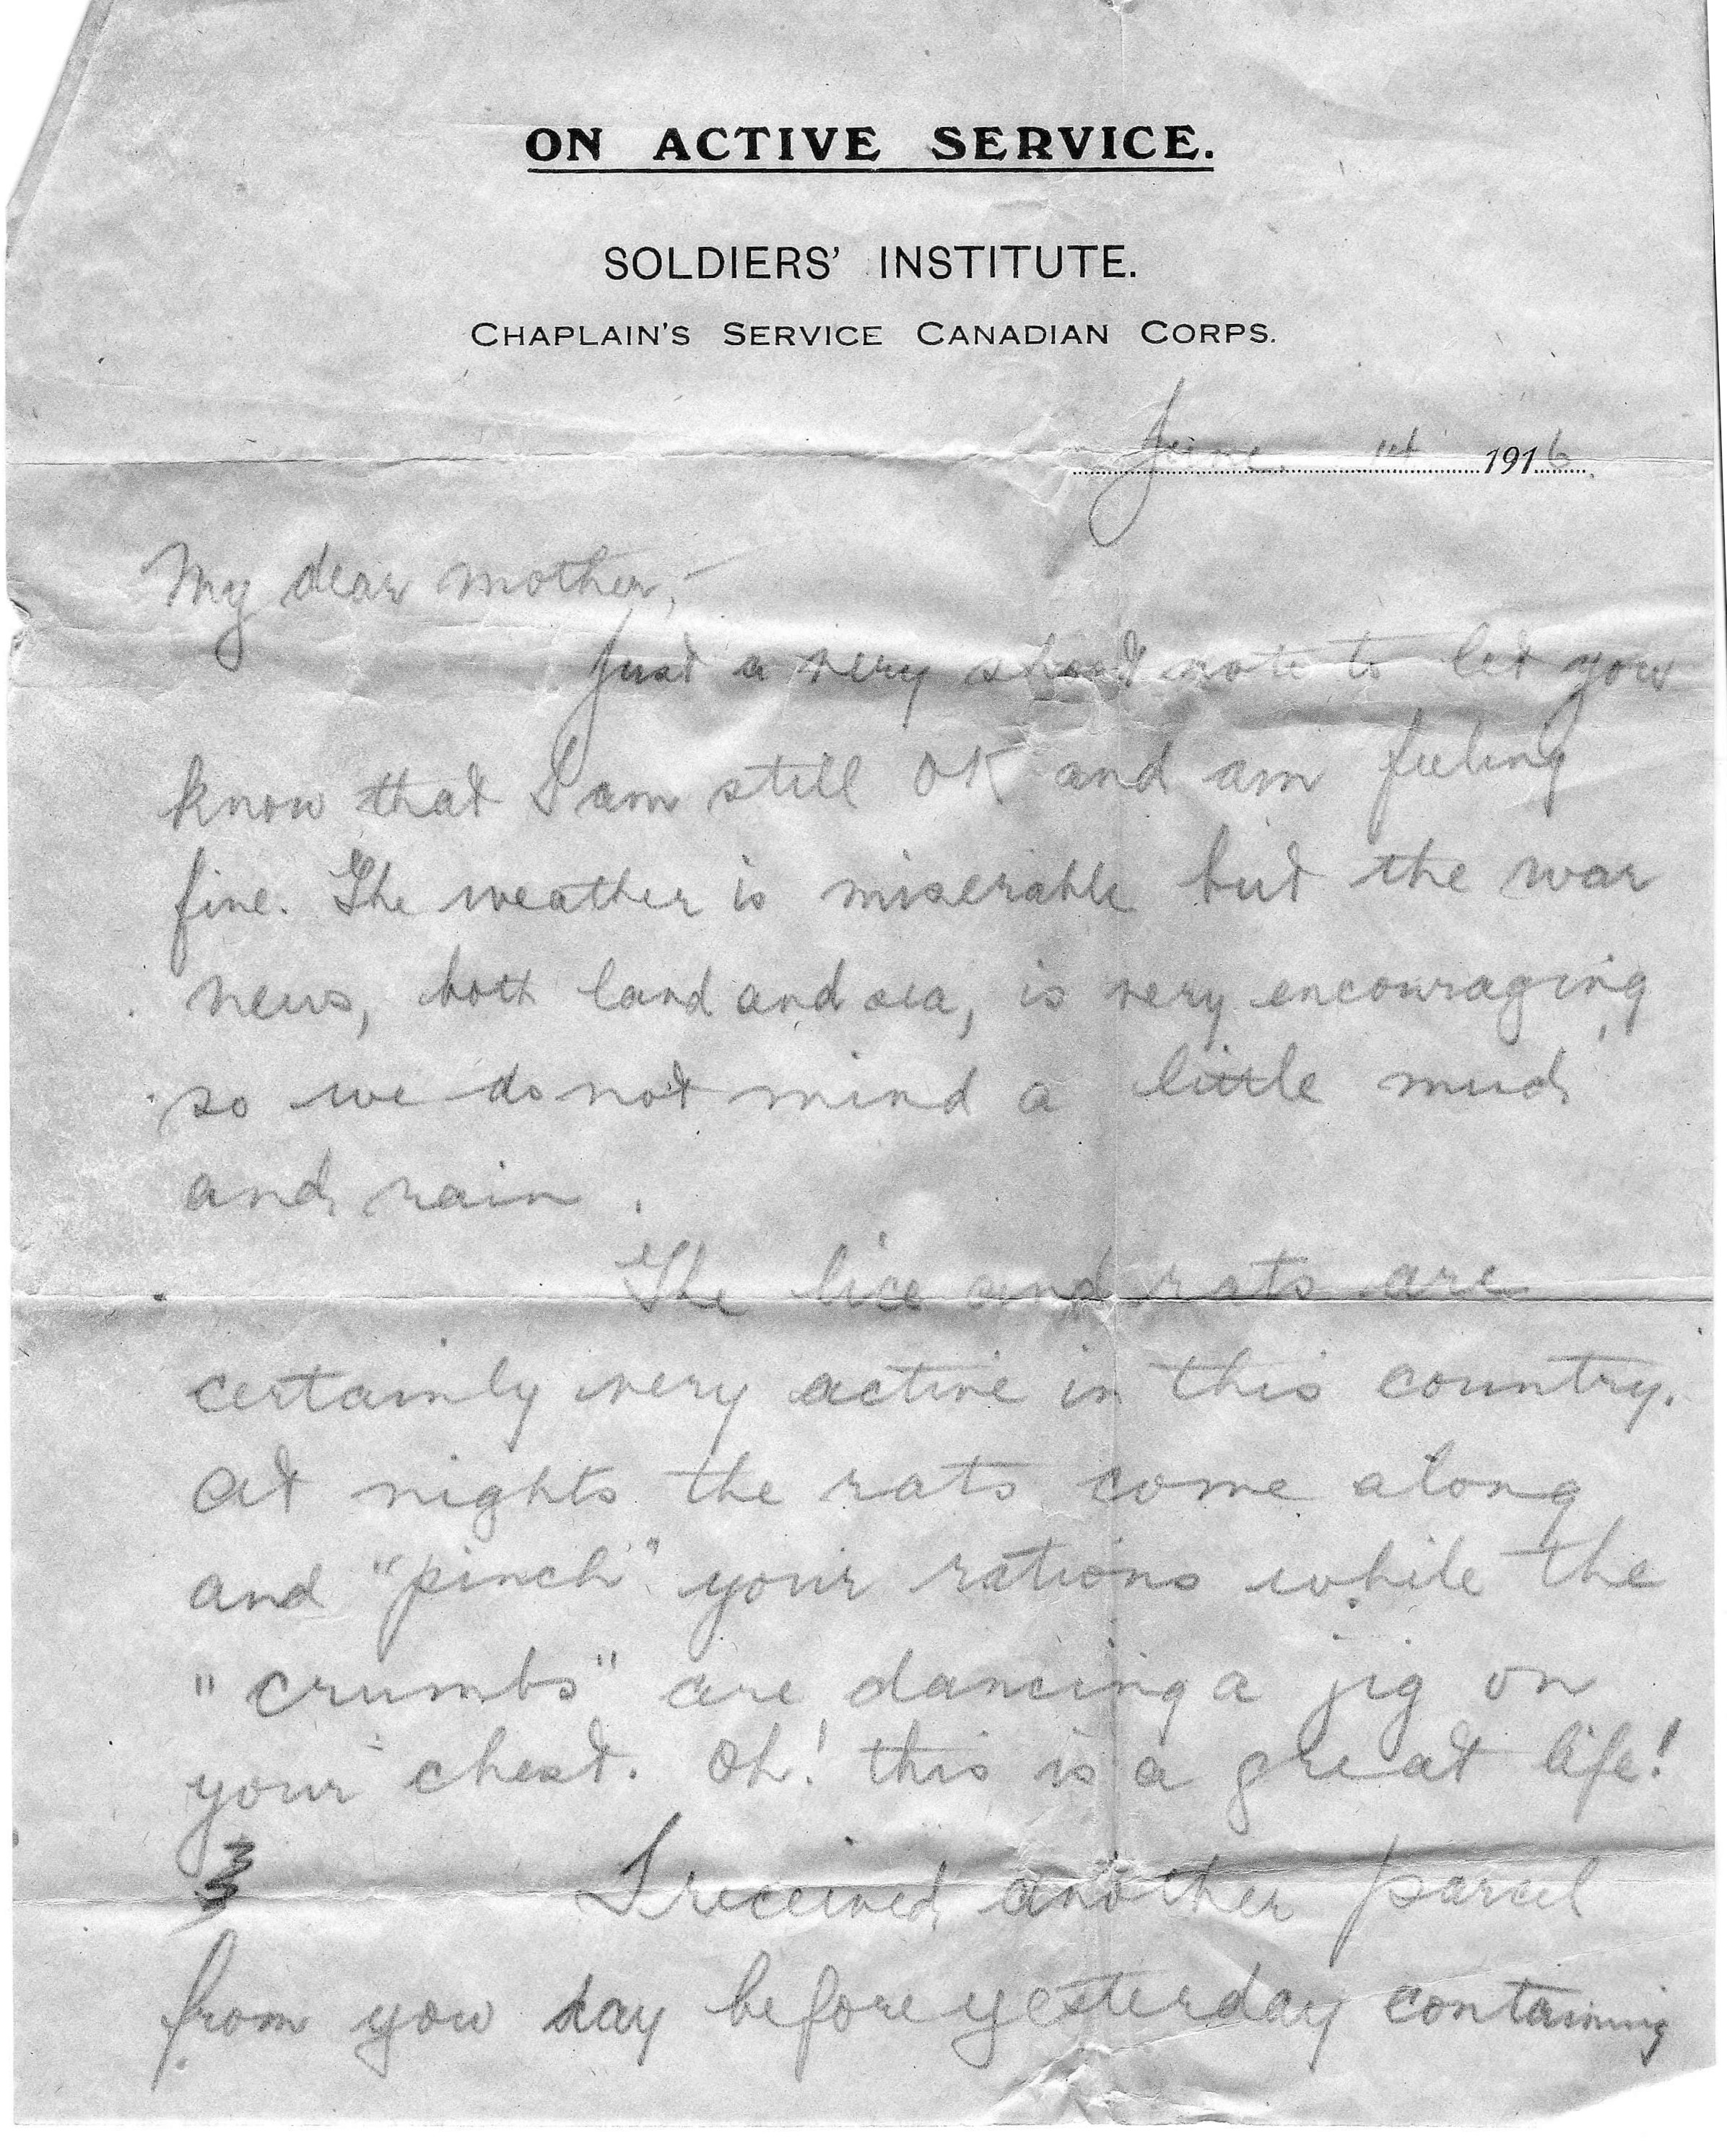 ON ACTIVE SERVICE.
SOLDIERS' INSTITUTE.
CHAPLAIN'S SERVICE CANADIAN CORPS.
June 14 1916
My dear mother,-
Just a very short note to let you
know that I am still OK and am feeling
fine. The weather is miserable but the war
news, both land and sea, is very encouraging
so we do not mind a little mud
and rain.
The lice and rats are
certainly very active in this country.
At nights the rats come along
and "pinch" your rations while the
"crumbs" are dancing a jig on
your chest. Oh! this is a great life!
I received another parcel
from you day before yesterday containing